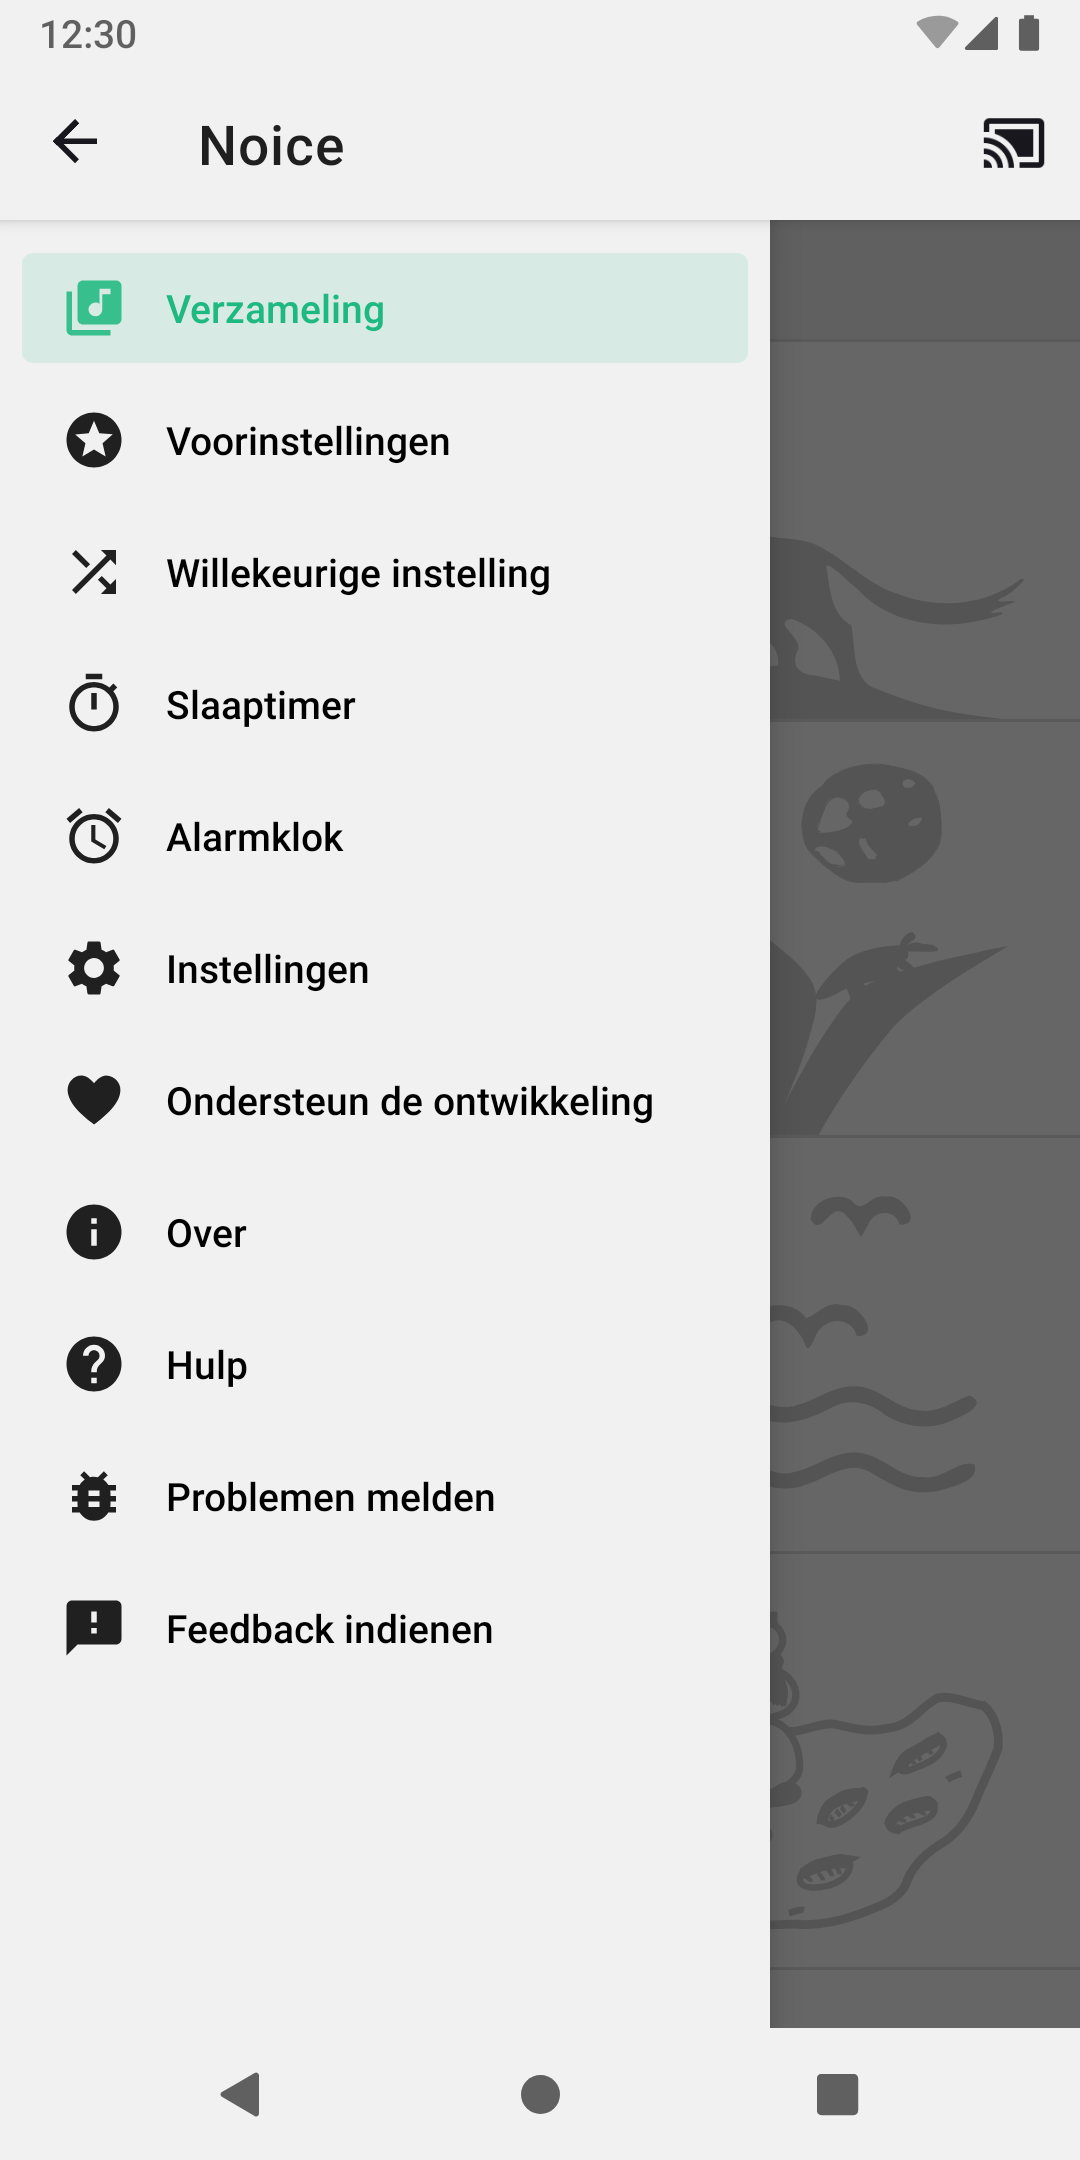 12:30
Noice
Verzameling
Voorinstellingen
Willekeurige instelling
Slaaptimer
Alarmklok
Instellingen
Ondersteun de ontwikkeling
Over
Hulp
Problemen melden
Feedback indienen